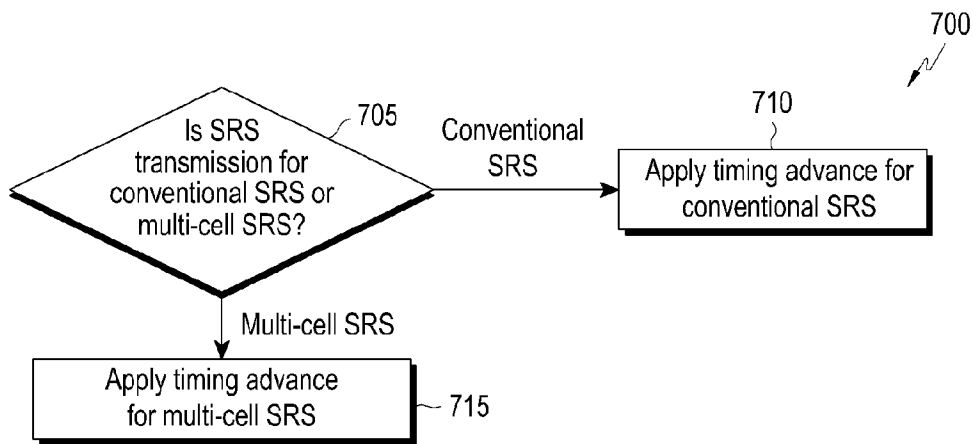 700
705
Is SRS
transmission for
conventional SRS or
multi-cell SRS?
Conventional
SRS
710
Apply timing advance for
conventional SRS
Multi-cell SRS
Apply timing advance
for multi-cell SRS
715